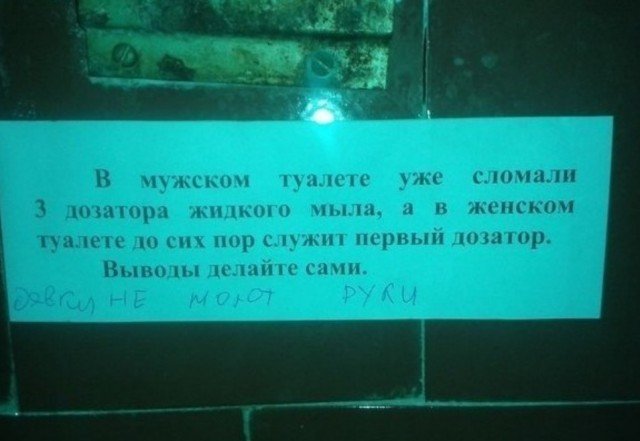 В мужском туалете уже сломали
3 дозатора жидкого мыла, а в женском
туалете до сих пор служит первый дозатор.
Выводы делайте сами.
девки НЕ моют РУКИ